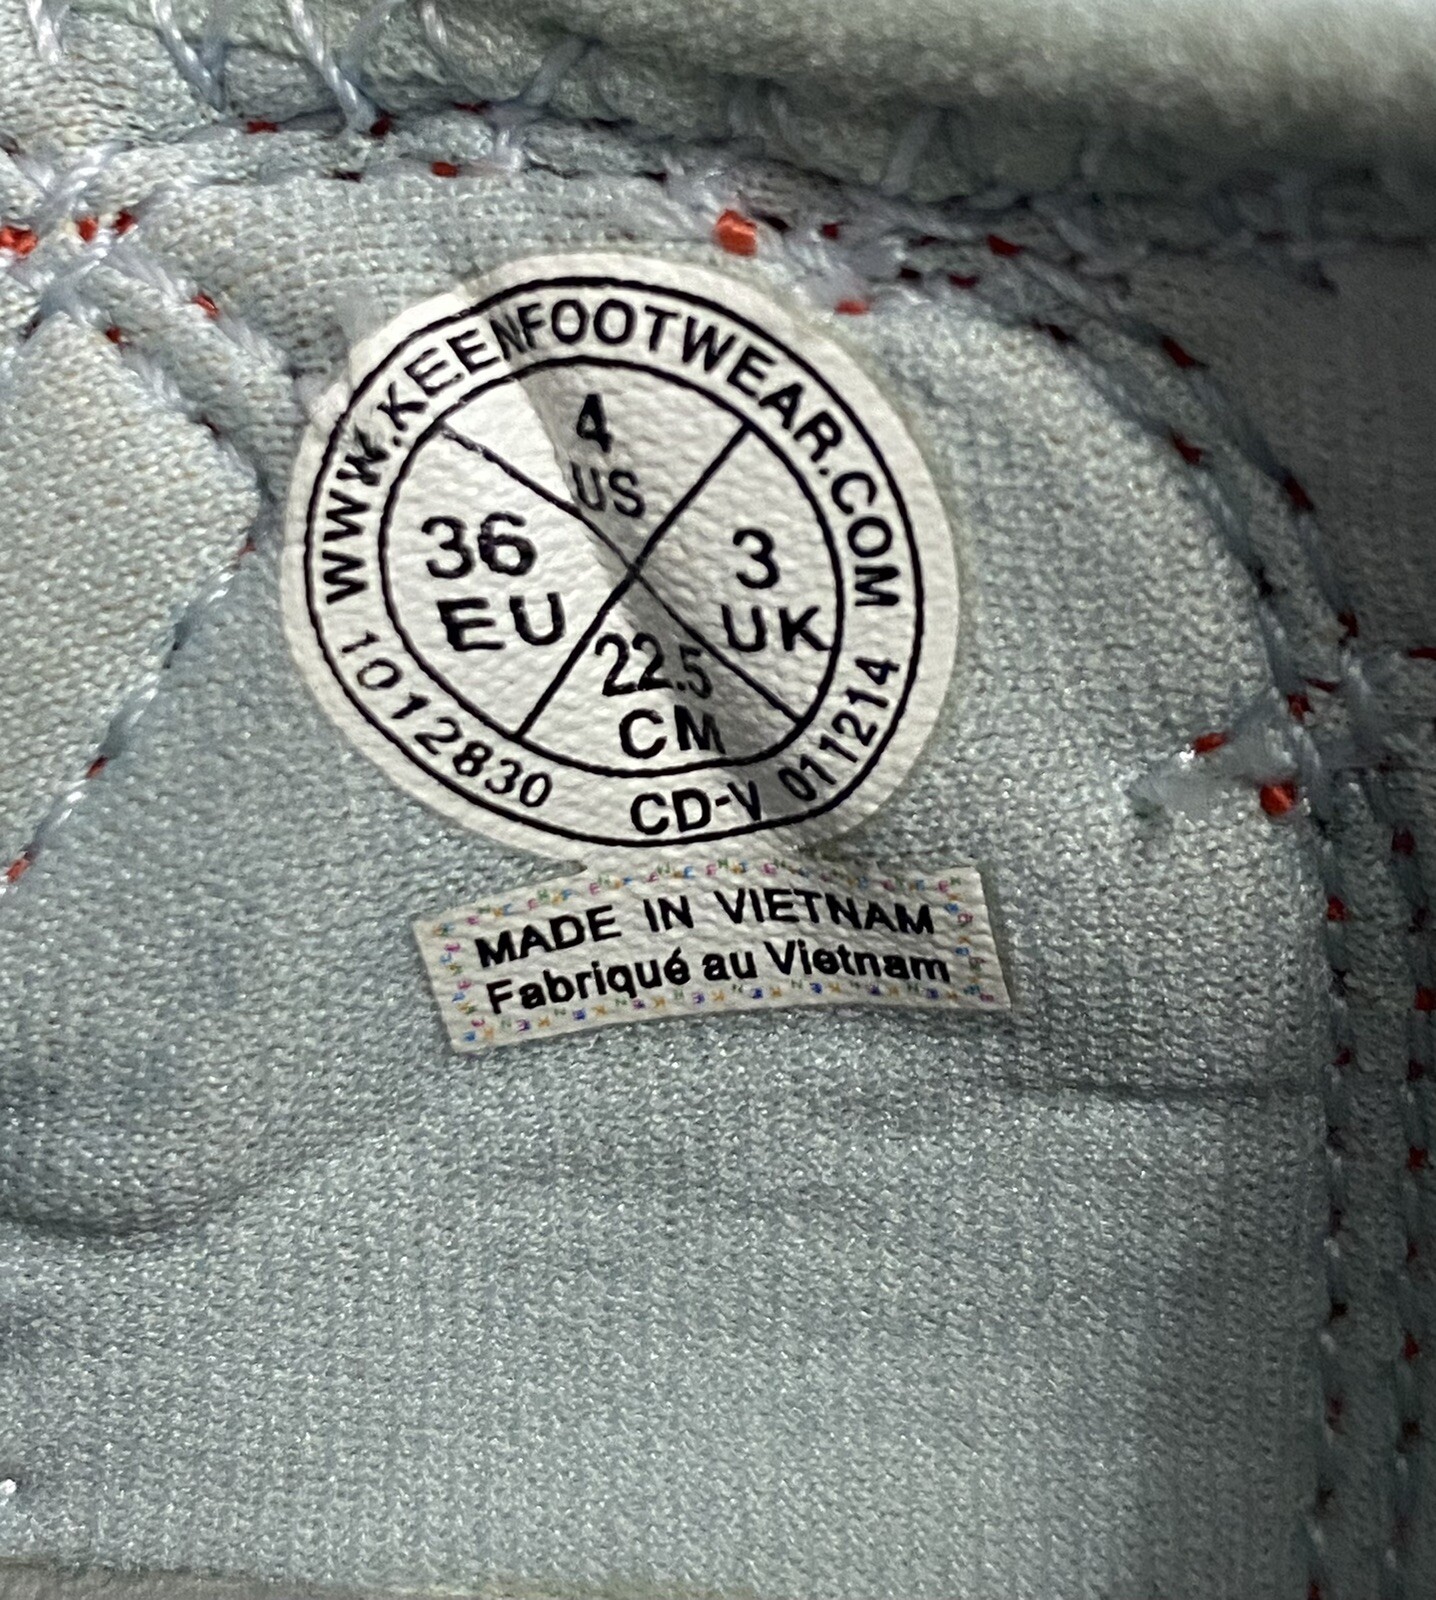 WWW.KEENFOOTWEAR.COM
4
US
36
EU
3
UK
22.5
CM
1012830 CD-V 011214
MADE IN VIETNAM
Fabriqué au Vietnam